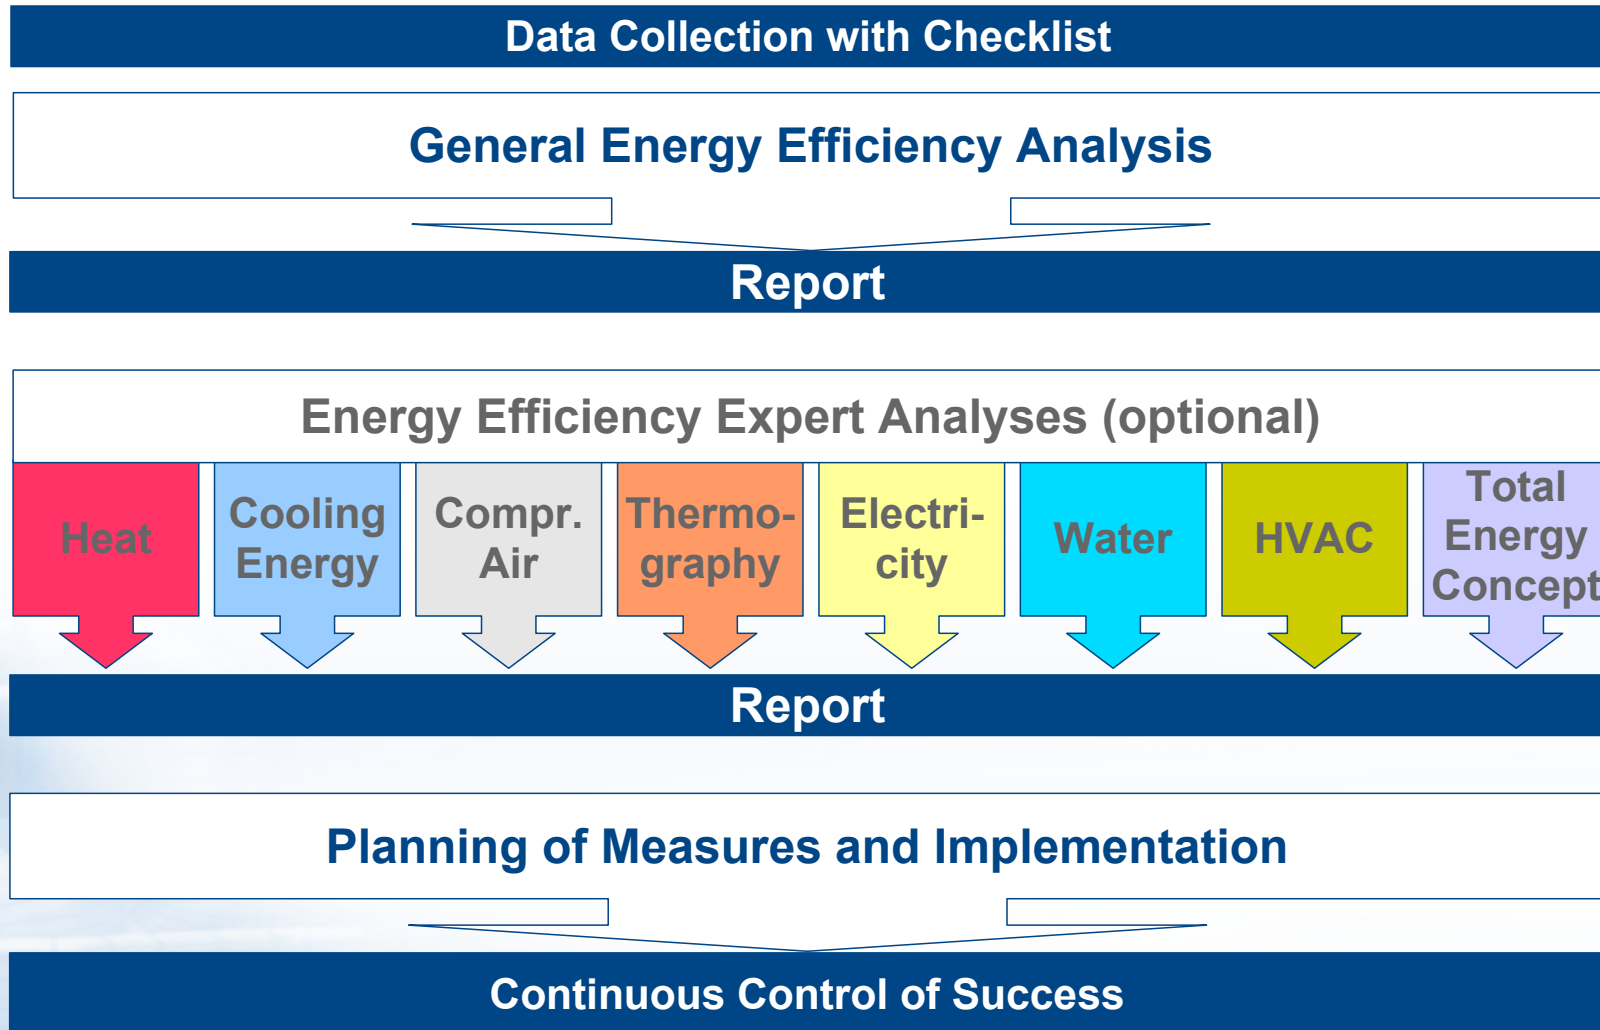 Data Collection with Checklist
General Energy Efficiency Analysis
Report
Energy Efficiency Expert Analyses (optional)
Heat
Cooling
Energy
Compr.
Air
Thermo-
graphy
Electri-
city
Water
HVAC
Total
Energy
Concept
Report
Planning of Measures and Implementation
Continuous Control of Success